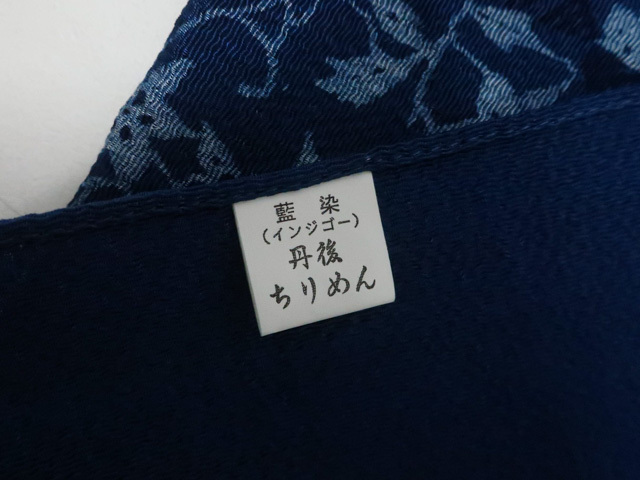 藍染
(インジゴー)
丹後
ちりめん